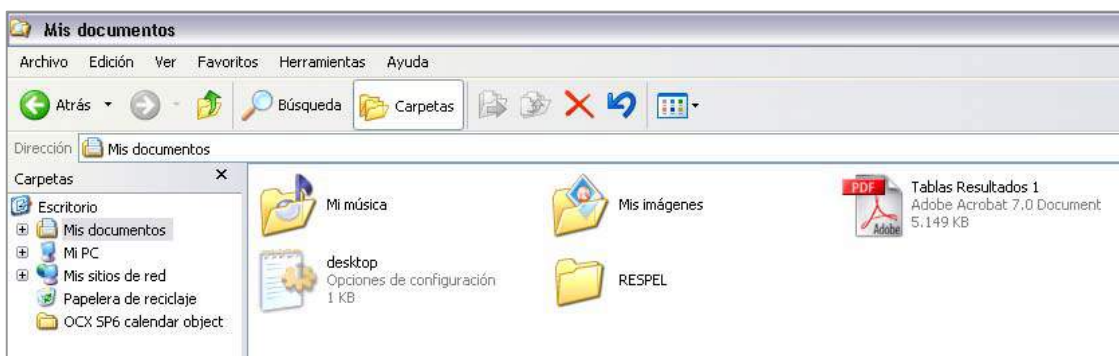 Mis documentos
Archivo Edición Ver Favoritos Herramientas Ayuda
Atrás Búsqueda Carpetas
Dirección Mis documentos
Carpetas
Escritorio
Mis documentos
Mi PC
Mis sitios de red
Papelera de reciclaje
OCX SP6 calendar object
Mi música
Mis imágenes
PDF
Adobe
Tablas Resultados 1
Adobe Acrobat 7.0 Document
5.149 KB
desktop
Opciones de configuración
1 KB
RESPEL